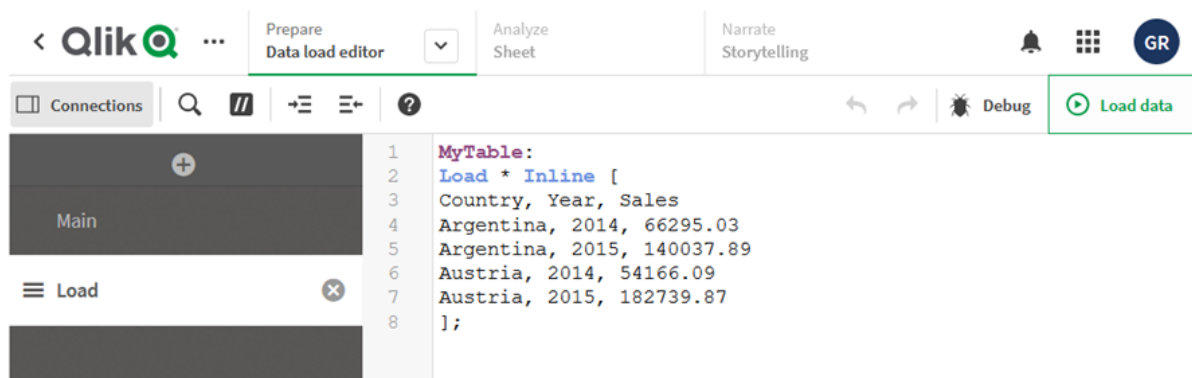 Qlik
Prepare
Data load editor
Analyze
Sheet
Narrate
Storytelling
GR
Connections
Debug
Load data
Main
Load
1 MyTable:
2 Load * Inline [
3 Country, Year, Sales
4 Argentina, 2014, 66295.03
5 Argentina, 2015, 140037.89
6 Austria, 2014, 54166.09
7 Austria, 2015, 182739.87
8 ];